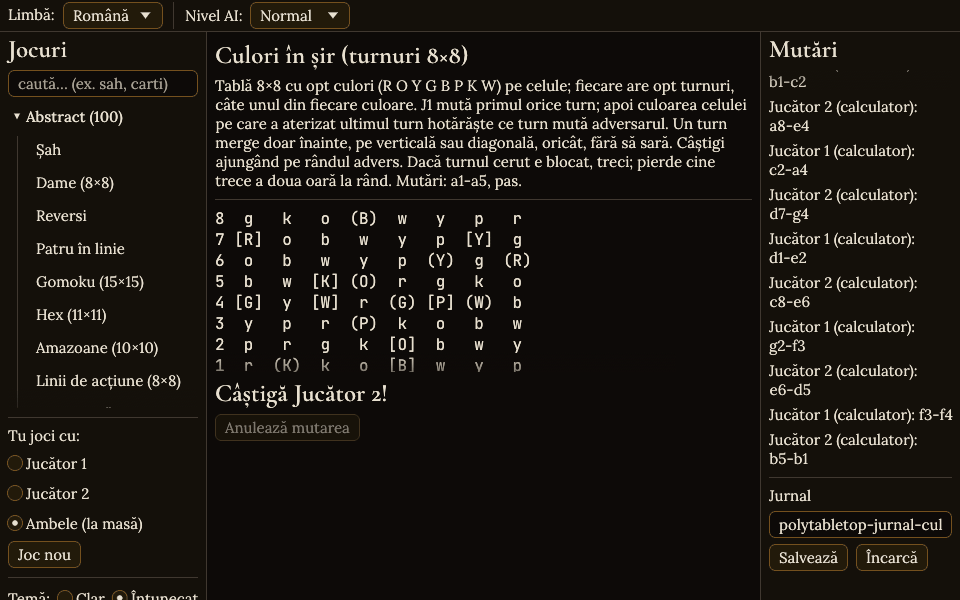 Limbă: Română ▼ Nivel AI: Normal ▼
Jocuri
caută... (ex. sah, carti)
▾ Abstract (100)
Șah
Dame (8×8)
Reversi
Patru în linie
Gomoku (15×15)
Hex (11×11)
Amazoane (10×10)
Linii de acțiune (8×8)
Tu joci cu:
Jucător 1
Jucător 2
Ambele (la masă)
Joc nou
Temă: Clar Întunecat
Culori în șir (turnuri 8×8)
Tablă 8×8 cu opt culori (R O Y G B P K W) pe celule; fiecare are opt turnuri,
câte unul din fiecare culoare. J1 mută primul orice turn; apoi culoarea celulei
pe care a aterizat ultimul turn hotărăște ce turn mută adversarul. Un turn
merge doar înainte, pe verticală sau diagonală, oricât, fără să sară. Câștigi
ajungând pe rândul advers. Dacă turnul cerut e blocat, treci; pierde cine
trece a doua oară la rând. Mutări: a1-a5, pas.
8 g k o (B) w y p r
7 [R] o b w y p [Y] g
6 o b w y p (Y) g (R)
5 b w [K] (O) r g k o
4 [G] y [W] r (G) [P] (W) b
3 y p r (P) k o b w
2 p r g k [O] b w y
1 r (K) k o [B] w y p
Câștigă Jucător 2!
Anulează mutarea
Mutări
b1-c2
Jucător 2 (calculator):
a8-e4
Jucător 1 (calculator):
c2-a4
Jucător 2 (calculator):
d7-g4
Jucător 1 (calculator):
d1-e2
Jucător 2 (calculator):
c8-e6
Jucător 1 (calculator):
g2-f3
Jucător 2 (calculator):
e6-d5
Jucător 1 (calculator): f3-f4
Jucător 2 (calculator):
b5-b1
Jurnal
polytabletop-jurnal-cul
Salvează Încarcă